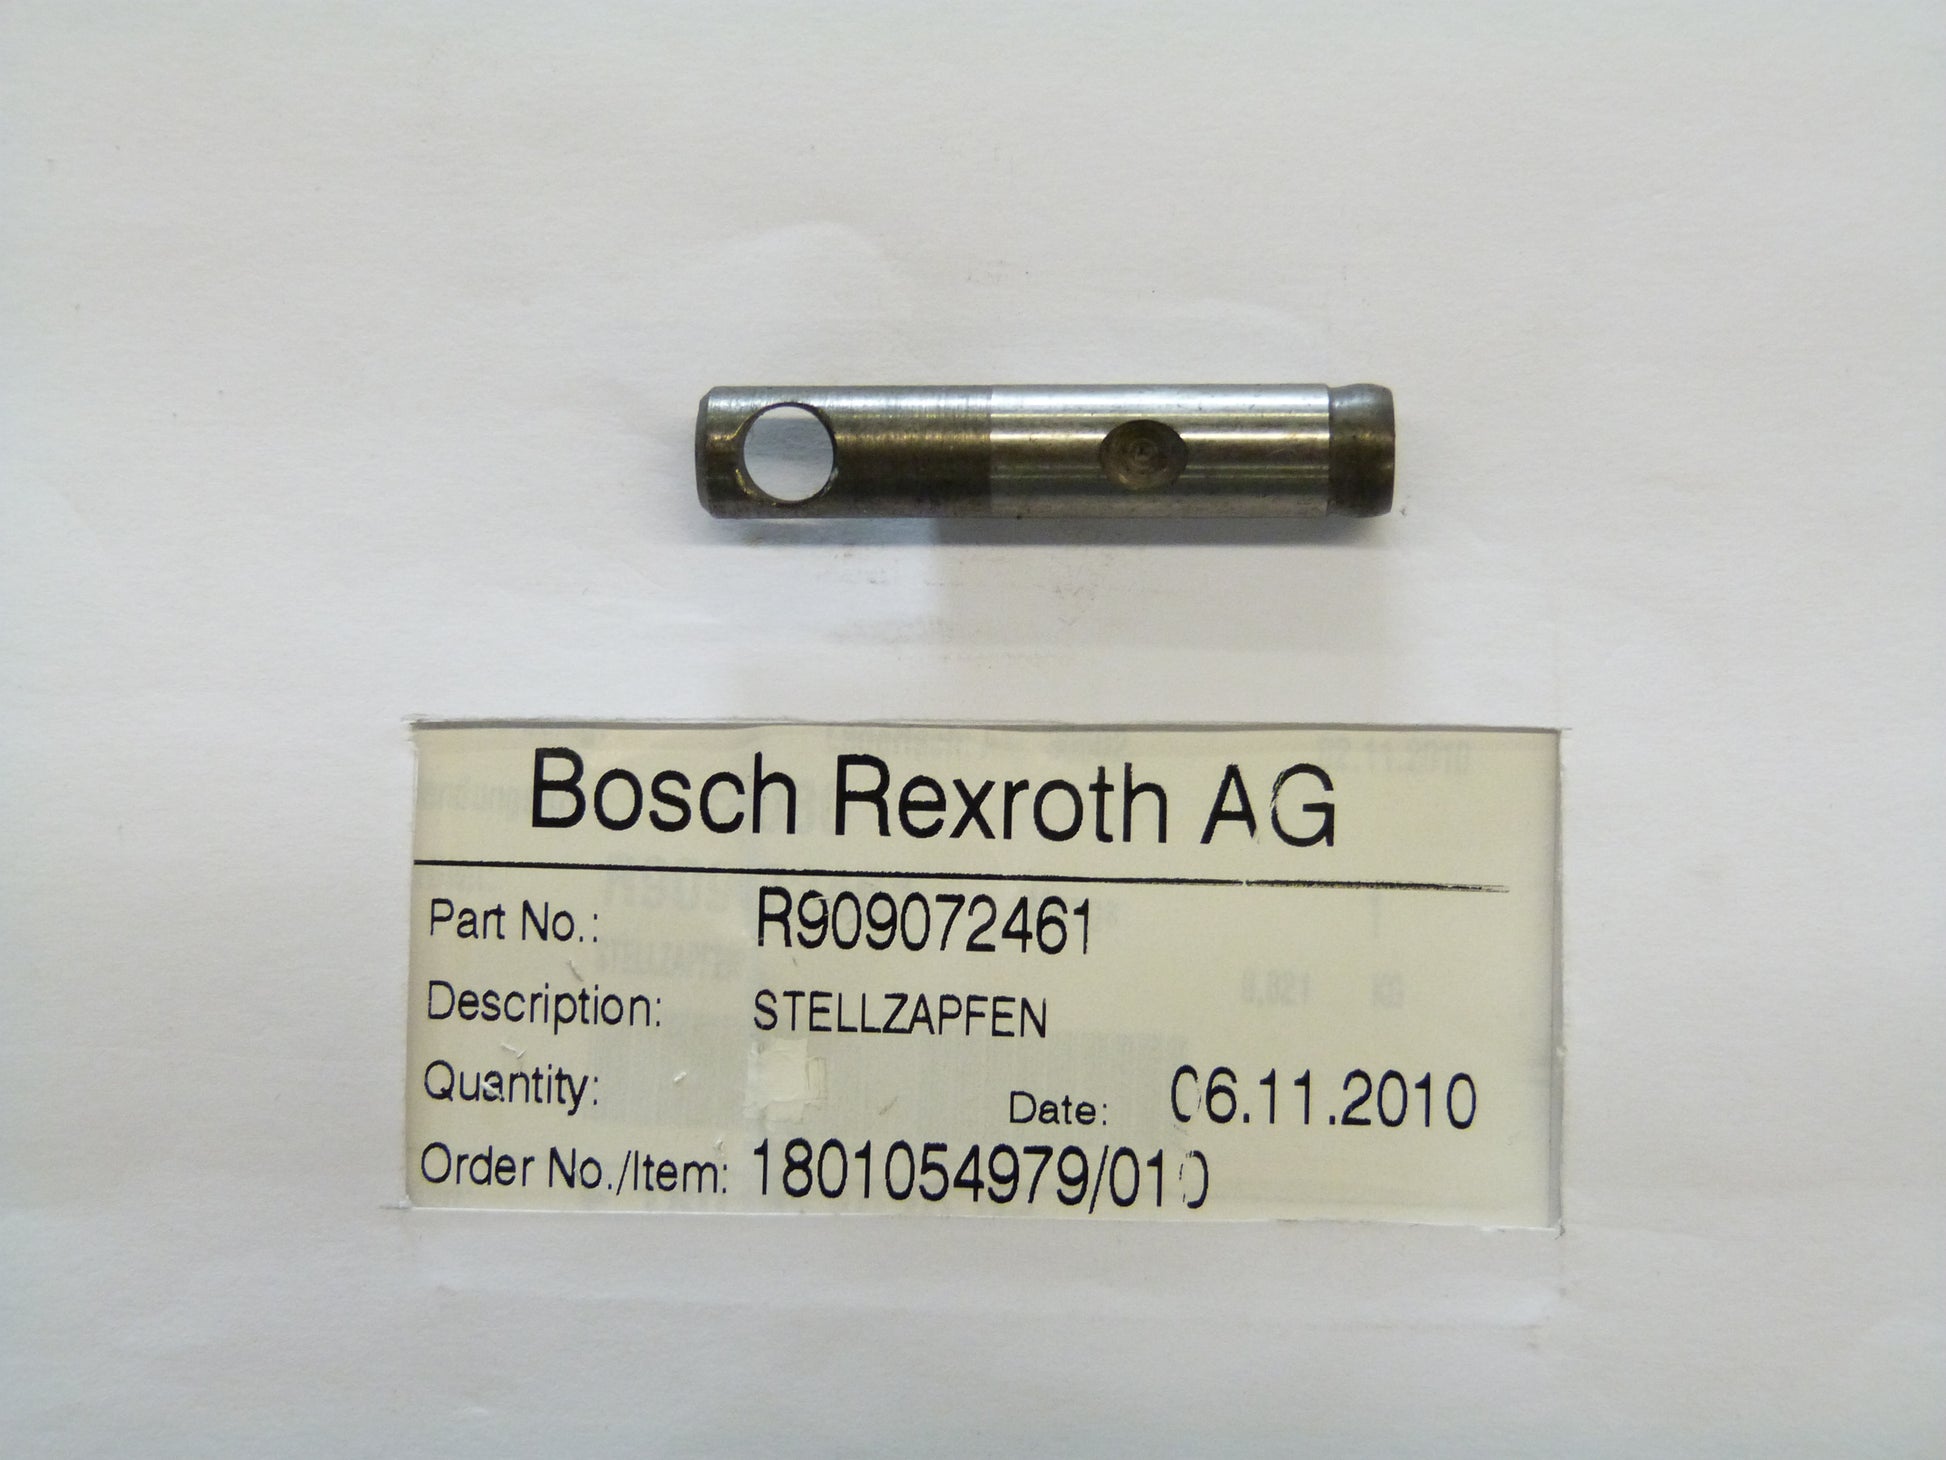 Bosch Rexroth AG
Part No.: R909072461
Description: STELLZAPFEN
Quantity: Date: 06.11.2010
Order No./Item: 1801054979/010